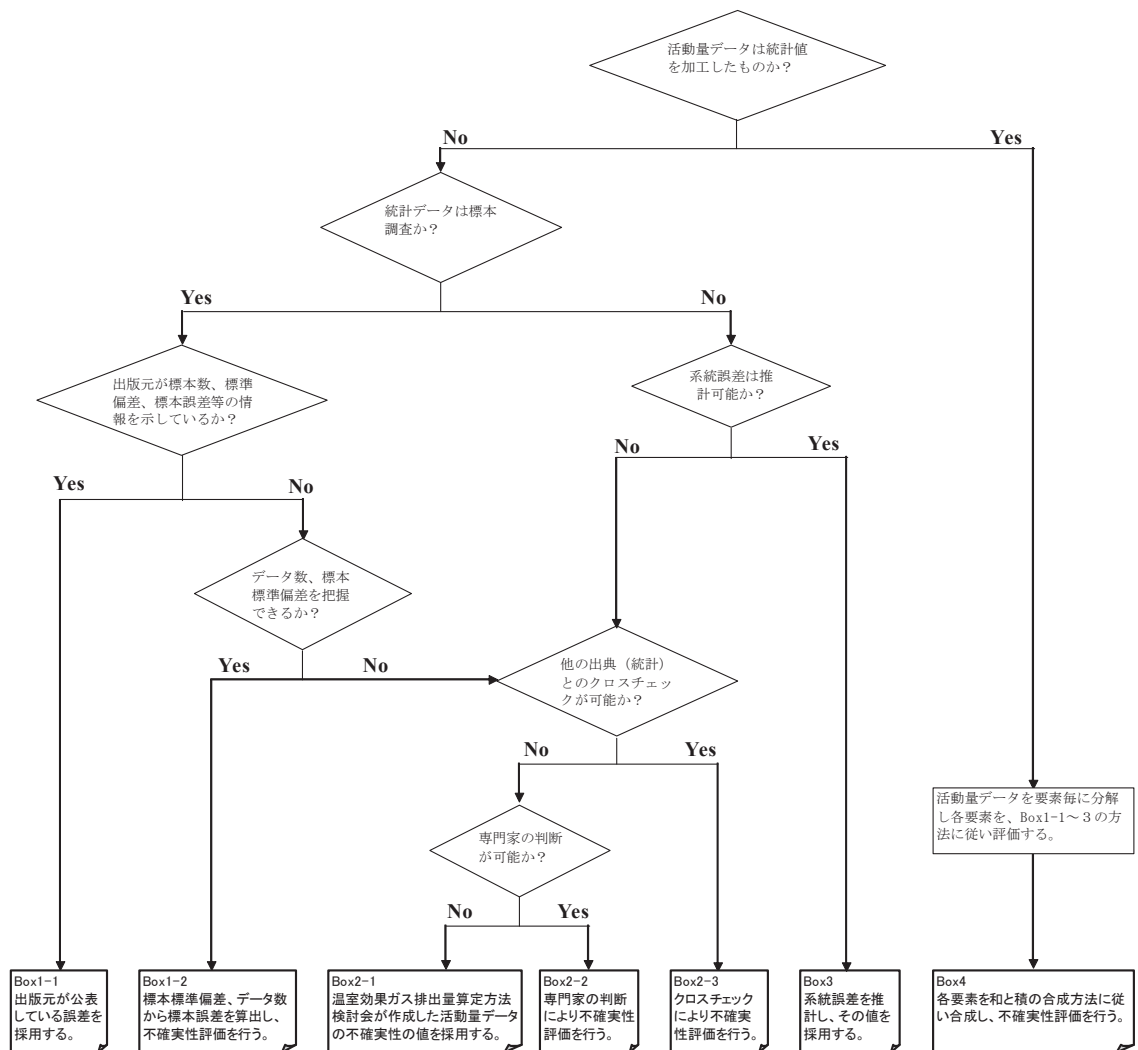 活動量データは統計値
を加工したものか？
No
Yes
統計データは標本
調査か？
Yes
No
出版元が標本数、標準
偏差、標本誤差等の情
報を示しているか？
系統誤差は推
計可能か？
No
Yes
Yes
No
データ数、標本
標準偏差を把握
できるか？
他の出典（統計）
とのクロスチェッ
クが可能か？
Yes
No
No
Yes
活動量データを要素毎に分解
し各要素を、Box1-1～３の方
法に従い評価する。
専門家の判断
が可能か？
No
Yes
Box1-1
出版元が公表
している誤差を
採用する。
Box1-2
標本標準偏差、データ数
から標本誤差を算出し、
不確実性評価を行う。
Box2-1
温室効果ガス排出量算定方法
検討会が作成した活動量データ
の不確実性の値を採用する。
Box2-2
専門家の判断
により不確実性
評価を行う。
Box2-3
クロスチェック
により不確実
性評価を行う。
Box3
系統誤差を推
計し、その値を
採用する。
Box4
各要素を和と積の合成方法に従
い合成し、不確実性評価を行う。